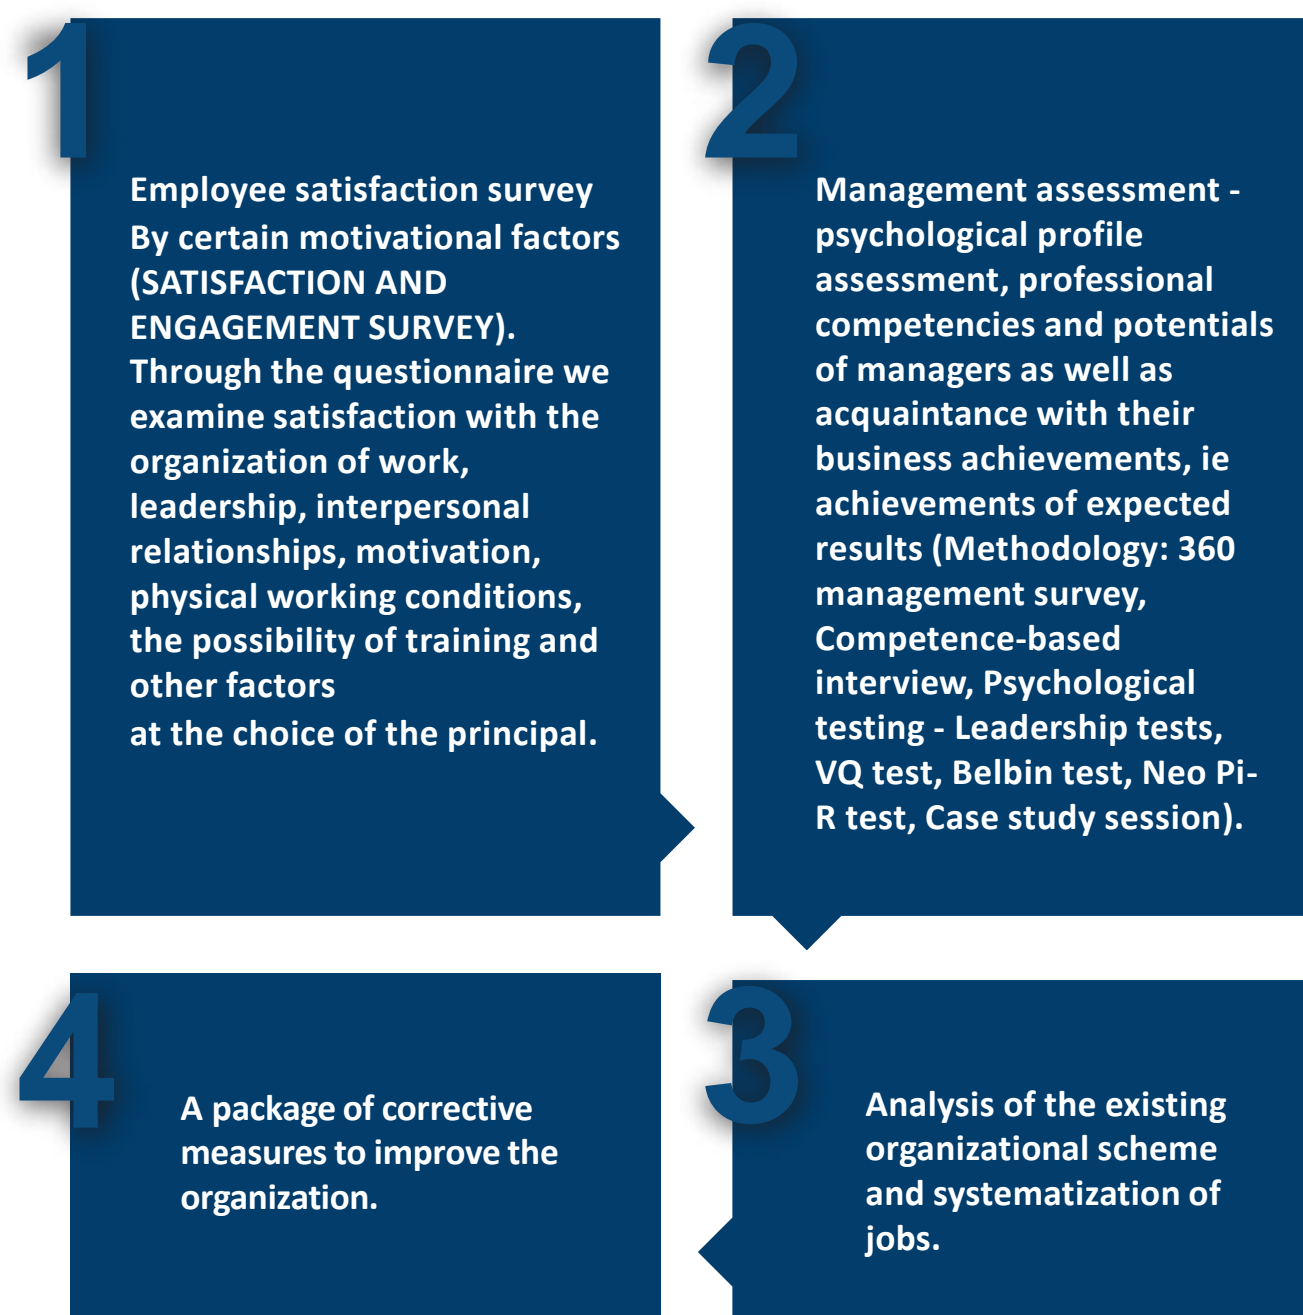 1
Employee satisfaction survey
By certain motivational factors
(SATISFACTION AND
ENGAGEMENT SURVEY).
Through the questionnaire we
examine satisfaction with the
organization of work,
leadership, interpersonal
relationships, motivation,
physical working conditions,
the possibility of training and
other factors
at the choice of the principal.
2
Management assessment -
psychological profile
assessment, professional
competencies and potentials
of managers as well as
acquaintance with their
business achievements, ie
achievements of expected
results (Methodology: 360
management survey,
Competence-based
interview, Psychological
testing - Leadership tests,
VQ test, Belbin test, Neo Pi-
R test, Case study session).
3
Analysis of the existing
organizational scheme
and systematization of
jobs.
4
A package of corrective
measures to improve the
organization.